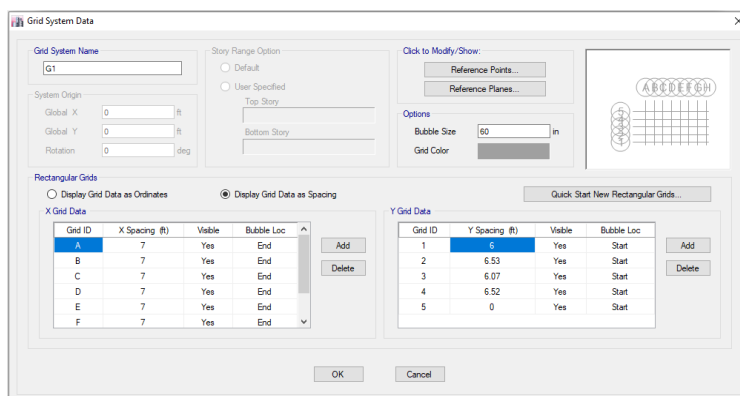 Grid System Data
Grid System Name
G1
System Origin
Global X 0 ft
Global Y 0 ft
Rotation 0 deg
Story Range Option
Default
User Specified
Top Story
Bottom Story
Click to Modify/Show:
Reference Points...
Reference Planes...
Options
Bubble Size 60 in
Grid Color
A B C D E F G H
Rectangular Grids
Display Grid Data as Ordinates
Display Grid Data as Spacing
Quick Start New Rectangular Grids...
X Grid Data
Grid ID X Spacing (ft) Visible Bubble Loc
A 7 Yes End
B 7 Yes End
C 7 Yes End
D 7 Yes End
E 7 Yes End
F 7 Yes End
Add
Delete
Y Grid Data
Grid ID Y Spacing (ft) Visible Bubble Loc
1 6 Yes Start
2 6.53 Yes Start
3 6.07 Yes Start
4 6.52 Yes Start
5 0 Yes Start
Add
Delete
OK
Cancel